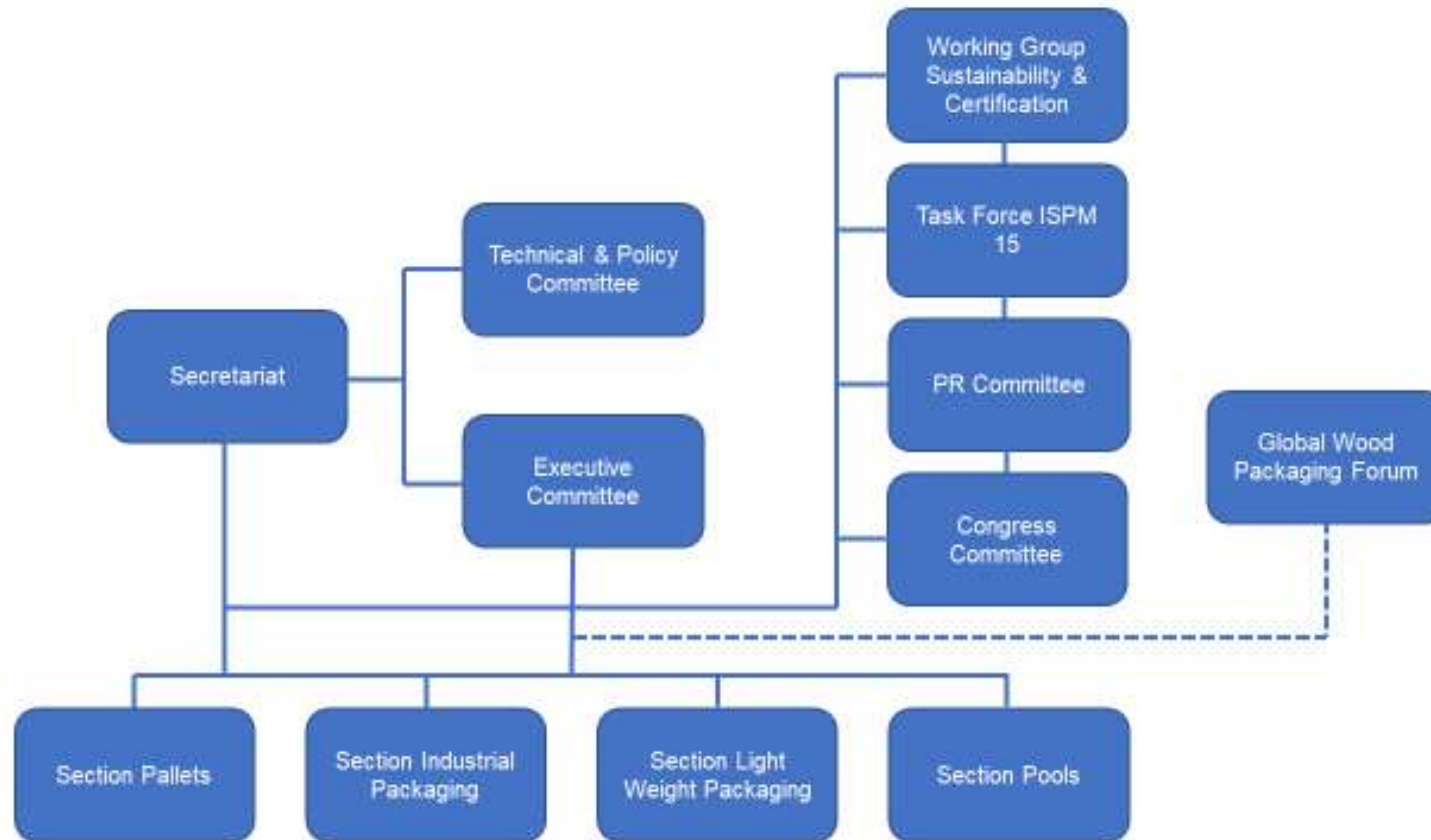 Working Group
Sustainability &
Certification
Task Force ISPM
15
Technical & Policy
Committee
Secretariat
PR Committee
Executive
Committee
Global Wood
Packaging Forum
Congress
Committee
Section Pallets
Section Industrial
Packaging
Section Light
Weight Packaging
Section Pools